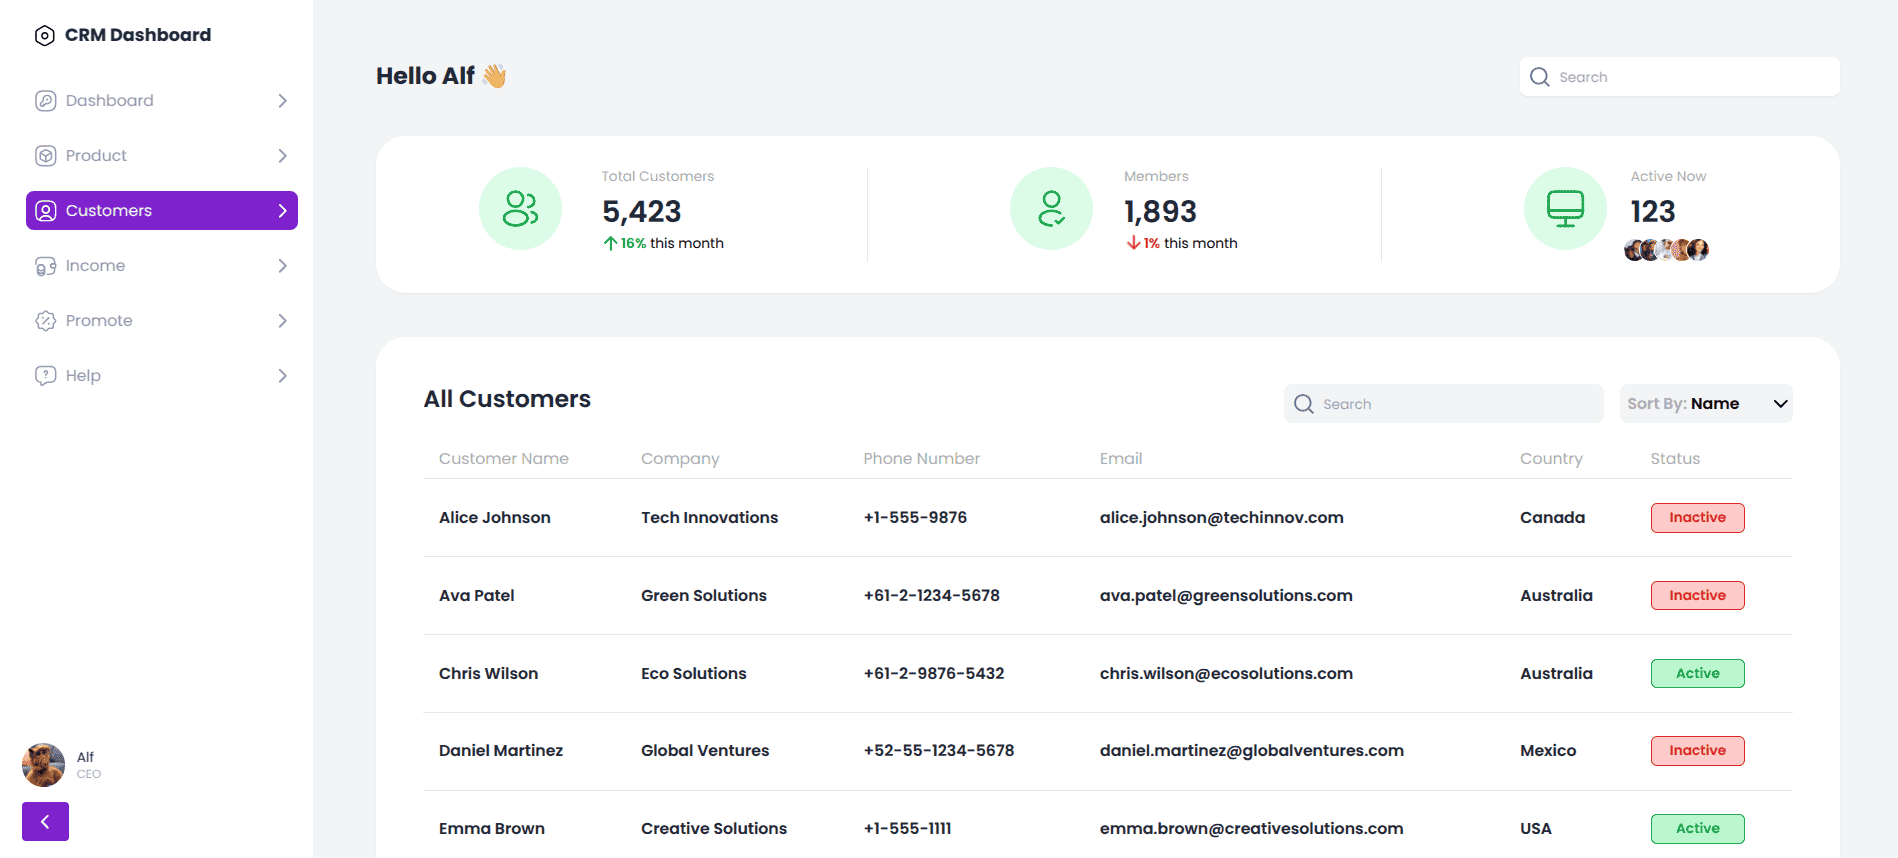 CRM Dashboard
Dashboard
Product
Customers
Income
Promote
Help
Alf
CEO
Hello Alf 👋
Search
Total Customers
5,423
16% this month
Members
1,893
1% this month
Active Now
123
All Customers
Search
Sort By: Name
Customer Name Company Phone Number Email Country Status
Alice Johnson Tech Innovations +1-555-9876 alice.johnson@techinnov.com Canada Inactive
Ava Patel Green Solutions +61-2-1234-5678 ava.patel@greensolutions.com Australia Inactive
Chris Wilson Eco Solutions +61-2-9876-5432 chris.wilson@ecosolutions.com Australia Active
Daniel Martinez Global Ventures +52-55-1234-5678 daniel.martinez@globalventures.com Mexico Inactive
Emma Brown Creative Solutions +1-555-1111 emma.brown@creativesolutions.com USA Active